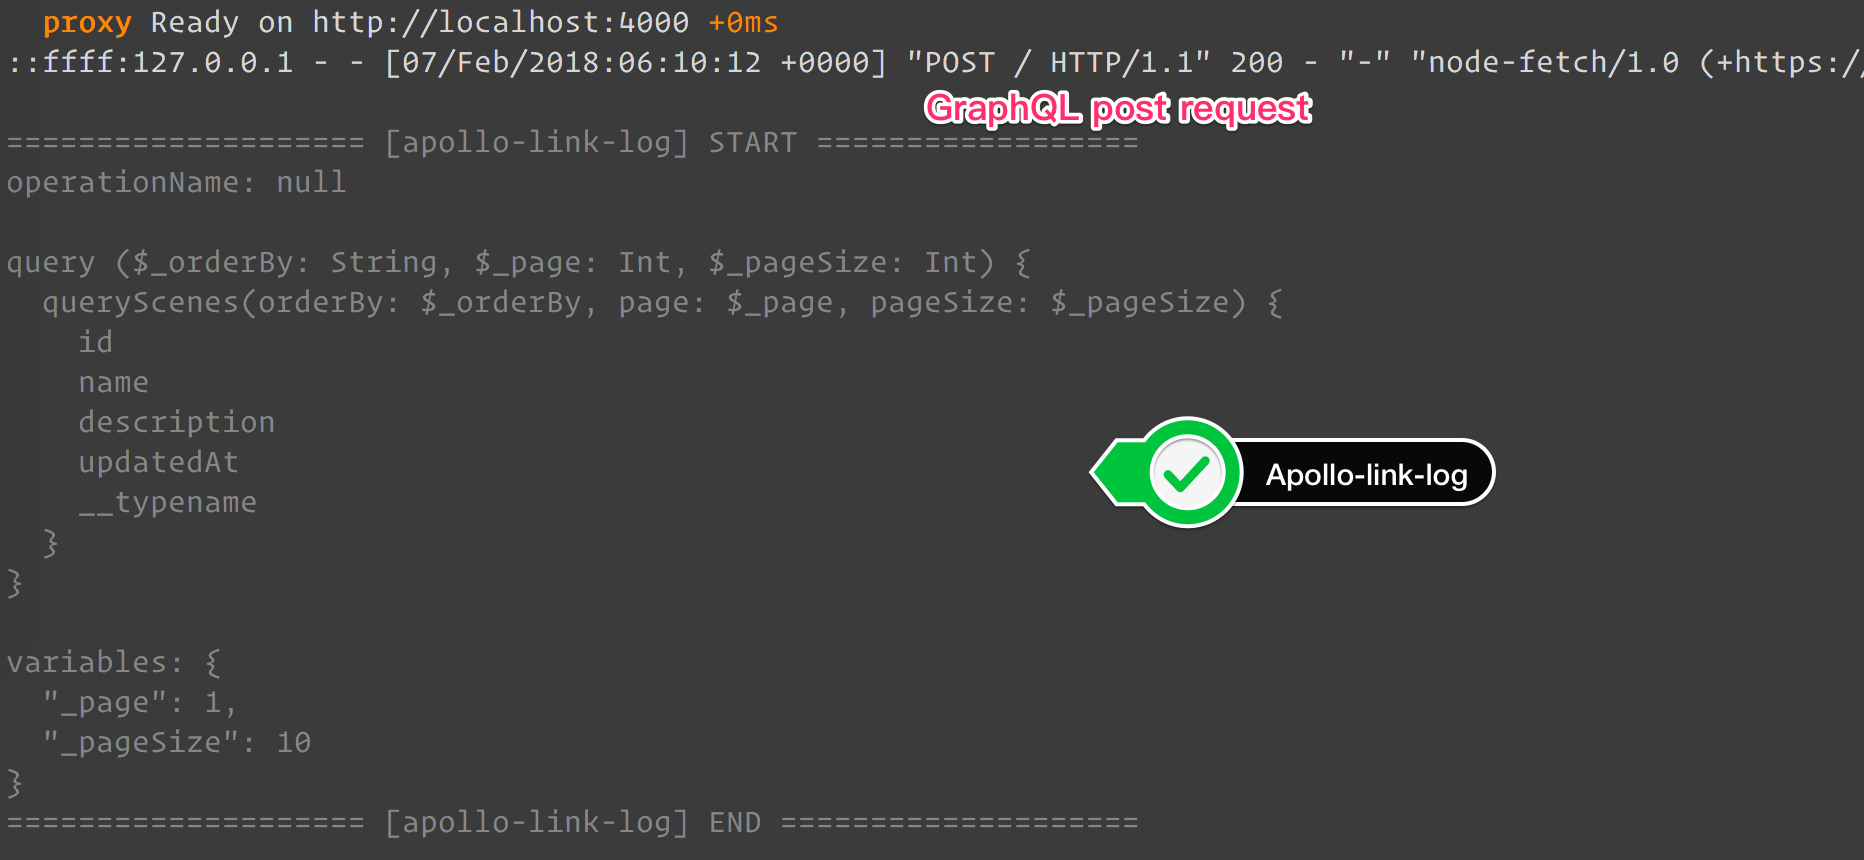 proxy Ready on http://localhost:4000 +0ms
::ffff:127.0.0.1 - - [07/Feb/2018:06:10:12 +0000] "POST / HTTP/1.1" 200 - "-" "node-fetch/1.0 (+https:/
GraphQL post request
==================== [apollo-link-log] START ==================
operationName: null
query ($_orderBy: String, $_page: Int, $_pageSize: Int) {
  queryScenes(orderBy: $_orderBy, page: $_page, pageSize: $_pageSize) {
    id
    name
    description
    updatedAt
    __typename
  }
}
Apollo-link-log
variables: {
  "_page": 1,
  "_pageSize": 10
}
==================== [apollo-link-log] END ====================